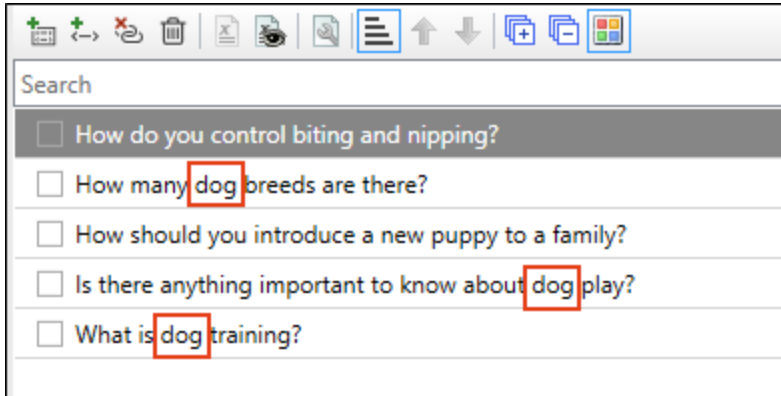 Search
How do you control biting and nipping?
How many dog breeds are there?
How should you introduce a new puppy to a family?
Is there anything important to know about dog play?
What is dog training?